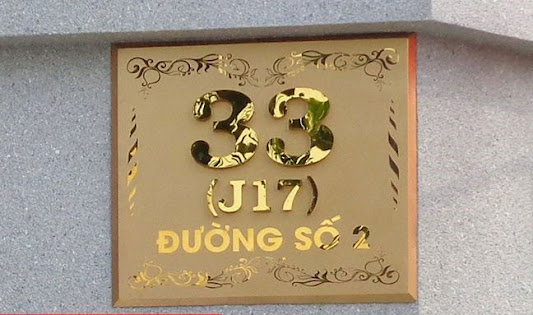 33
(J17)
ĐƯỜNG SỐ 2